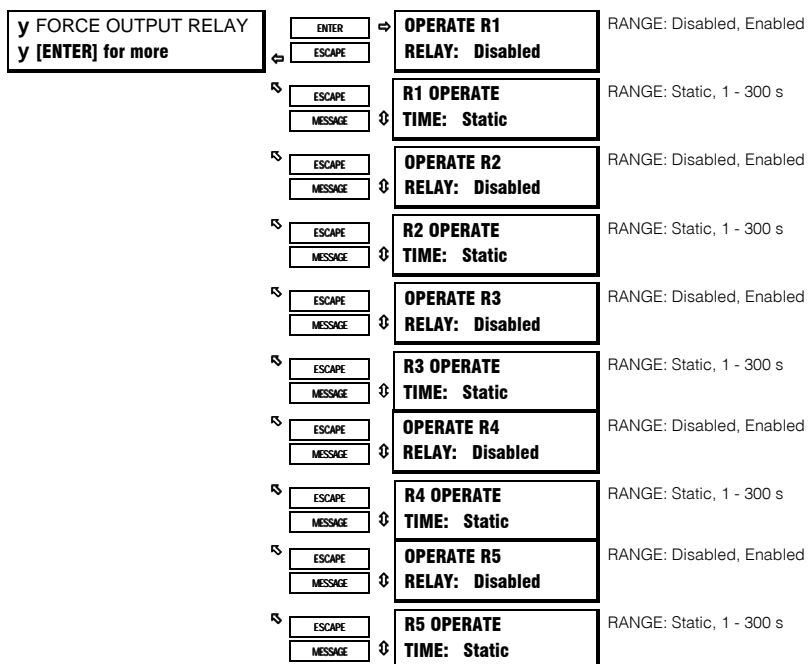 y FORCE OUTPUT RELAY
y [ENTER] for more
ENTER
ESCAPE
OPERATE R1
RELAY: Disabled
RANGE: Disabled, Enabled
ESCAPE
MESSAGE
R1 OPERATE
TIME: Static
RANGE: Static, 1 - 300 s
ESCAPE
MESSAGE
OPERATE R2
RELAY: Disabled
RANGE: Disabled, Enabled
ESCAPE
MESSAGE
R2 OPERATE
TIME: Static
RANGE: Static, 1 - 300 s
ESCAPE
MESSAGE
OPERATE R3
RELAY: Disabled
RANGE: Disabled, Enabled
ESCAPE
MESSAGE
R3 OPERATE
TIME: Static
RANGE: Static, 1 - 300 s
ESCAPE
MESSAGE
OPERATE R4
RELAY: Disabled
RANGE: Disabled, Enabled
ESCAPE
MESSAGE
R4 OPERATE
TIME: Static
RANGE: Static, 1 - 300 s
ESCAPE
MESSAGE
OPERATE R5
RELAY: Disabled
RANGE: Disabled, Enabled
ESCAPE
MESSAGE
R5 OPERATE
TIME: Static
RANGE: Static, 1 - 300 s